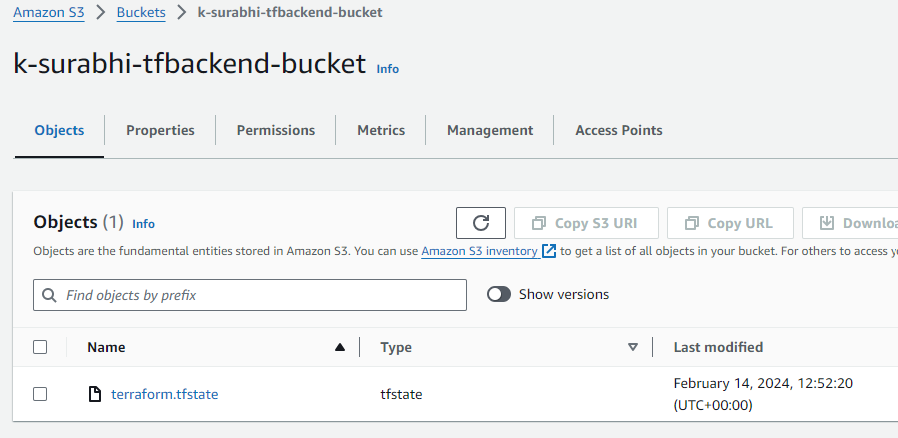 Amazon S3 > Buckets > k-surabhi-tfbackend-bucket
k-surabhi-tfbackend-bucket Info
Objects Properties Permissions Metrics Management Access Points
Objects (1) Info Copy S3 URI Copy URL Downloa
Objects are the fundamental entities stored in Amazon S3. You can use Amazon S3 inventory to get a list of all objects in your bucket. For others to access y
Find objects by prefix Show versions
Name Type Last modified
terraform.tfstate tfstate February 14, 2024, 12:52:20
(UTC+00:00)